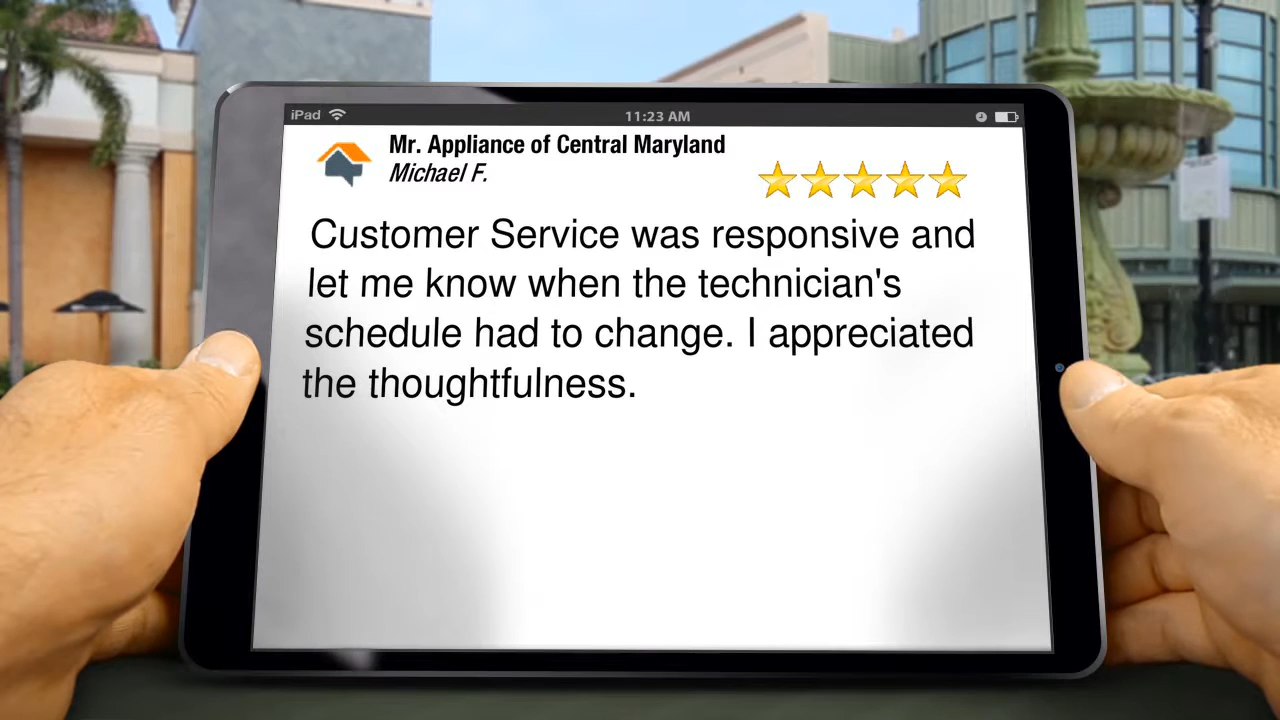 iPad 11:23 AM
Mr. Appliance of Central Maryland
Michael F.
Customer Service was responsive and
let me know when the technician's
schedule had to change. I appreciated
the thoughtfulness.